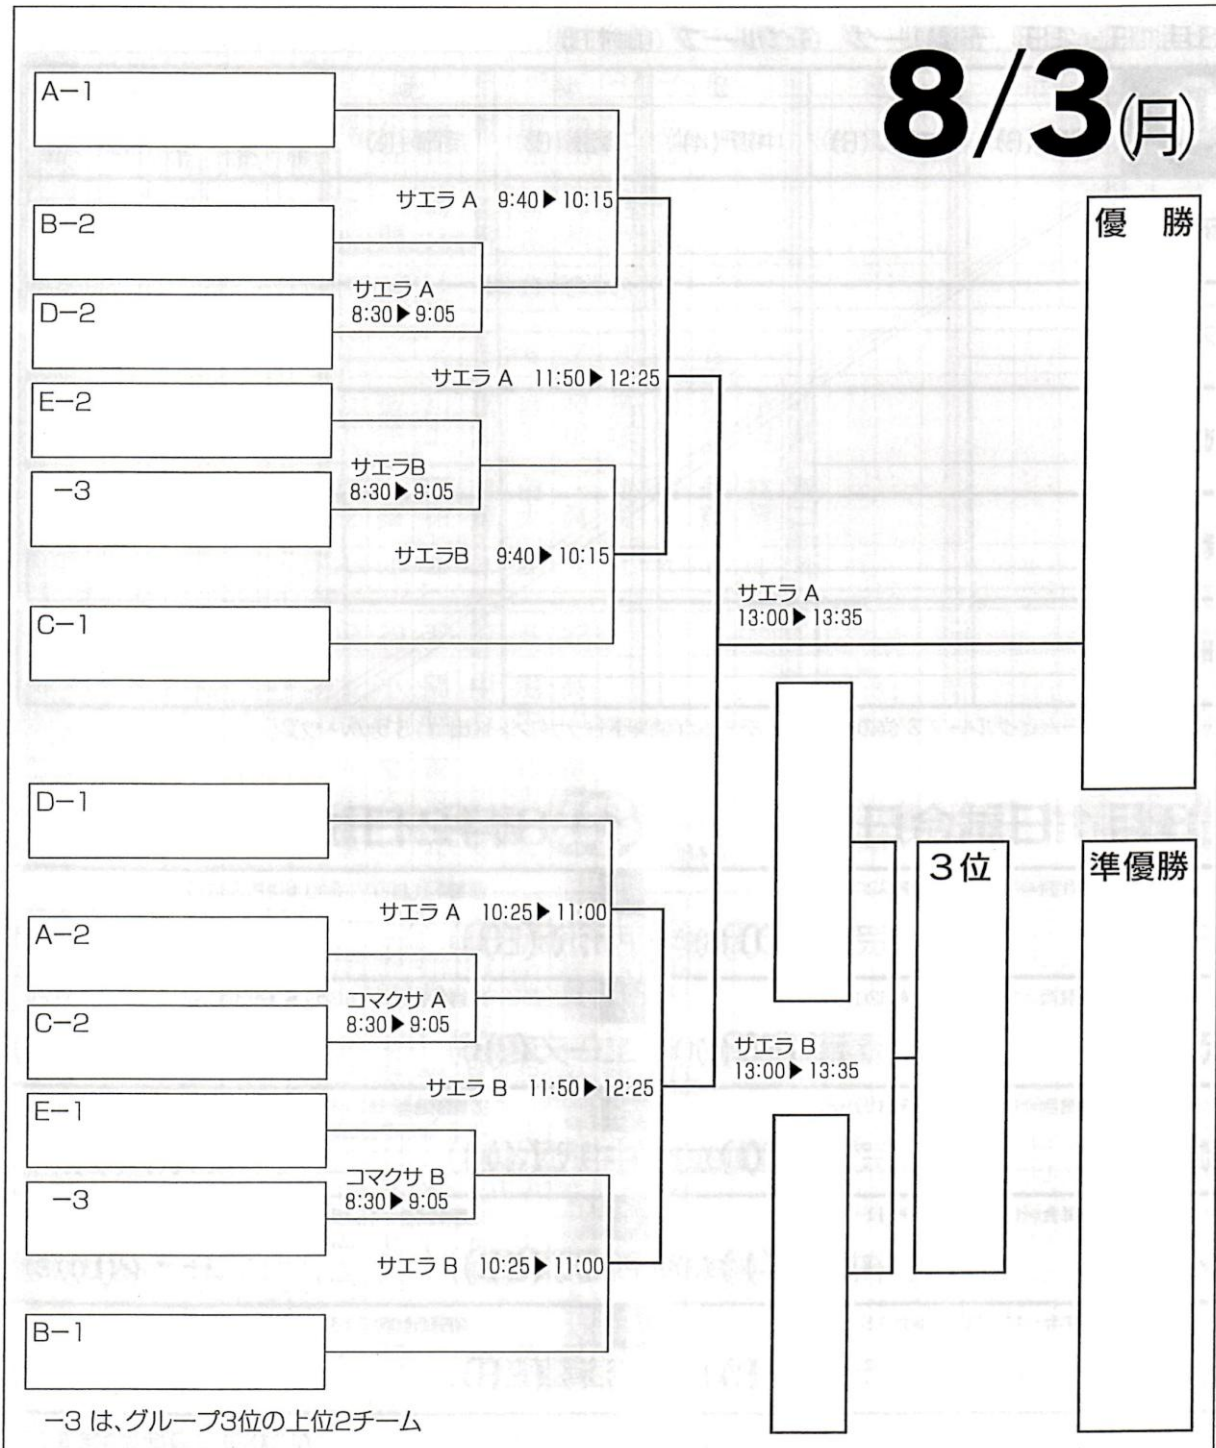 8/3(月)
A-1
サエラ A 9:40▶10:15
B-2
サエラ A
8:30▶9:05
D-2
サエラ A 11:50▶12:25
E-2
サエラB
8:30▶9:05
-3
サエラB 9:40▶10:15
C-1
サエラ A
13:00▶13:35
優 勝
D-1
サエラ A 10:25▶11:00
A-2
コマクサ A
8:30▶9:05
C-2
サエラ B 11:50▶12:25
E-1
コマクサ B
8:30▶9:05
-3
サエラ B 10:25▶11:00
B-1
サエラ B
13:00▶13:35
3位
準優勝
-3 は、グループ3位の上位2チーム